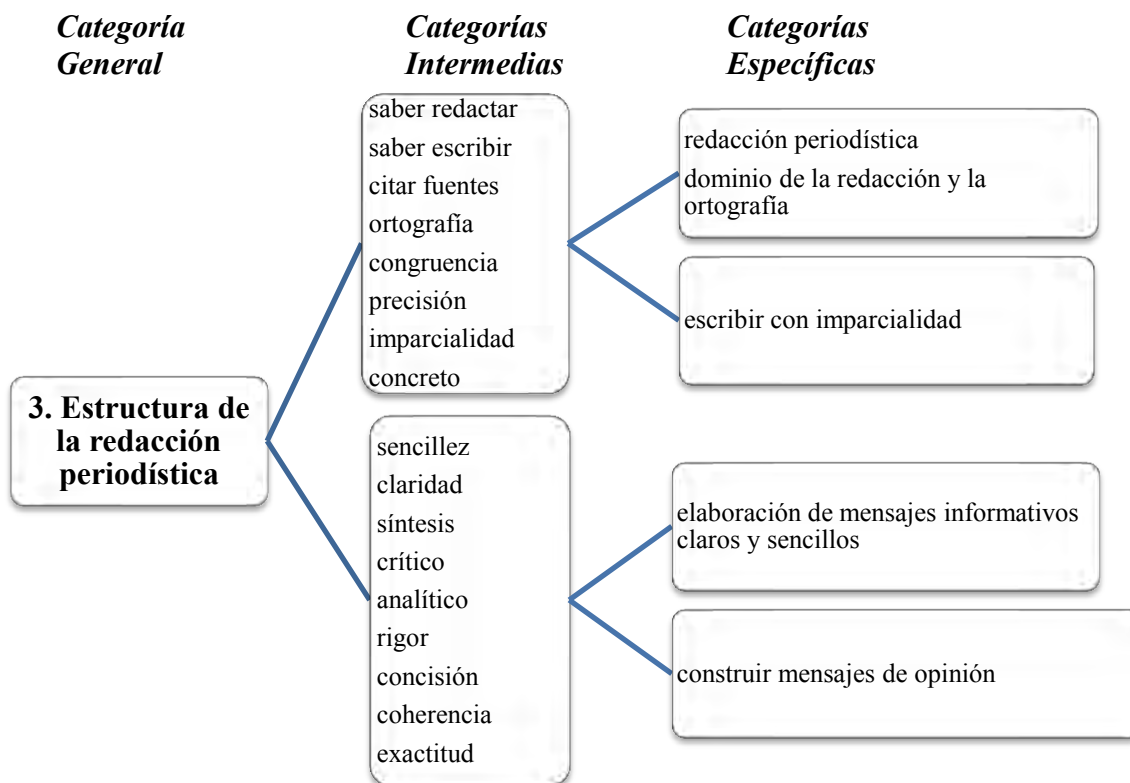 Categoría
General
Categorías
Intermedias
Categorías
Específicas
saber redactar
saber escribir
citar fuentes
ortografía
congruencia
precisión
imparcialidad
concreto
redacción periodística
dominio de la redacción y la
ortografía
escribir con imparcialidad
3. Estructura de
la redacción
periodística
sencillez
claridad
síntesis
crítico
analítico
rigor
concisión
coherencia
exactitud
elaboración de mensajes informativos
claros y sencillos
construir mensajes de opinión